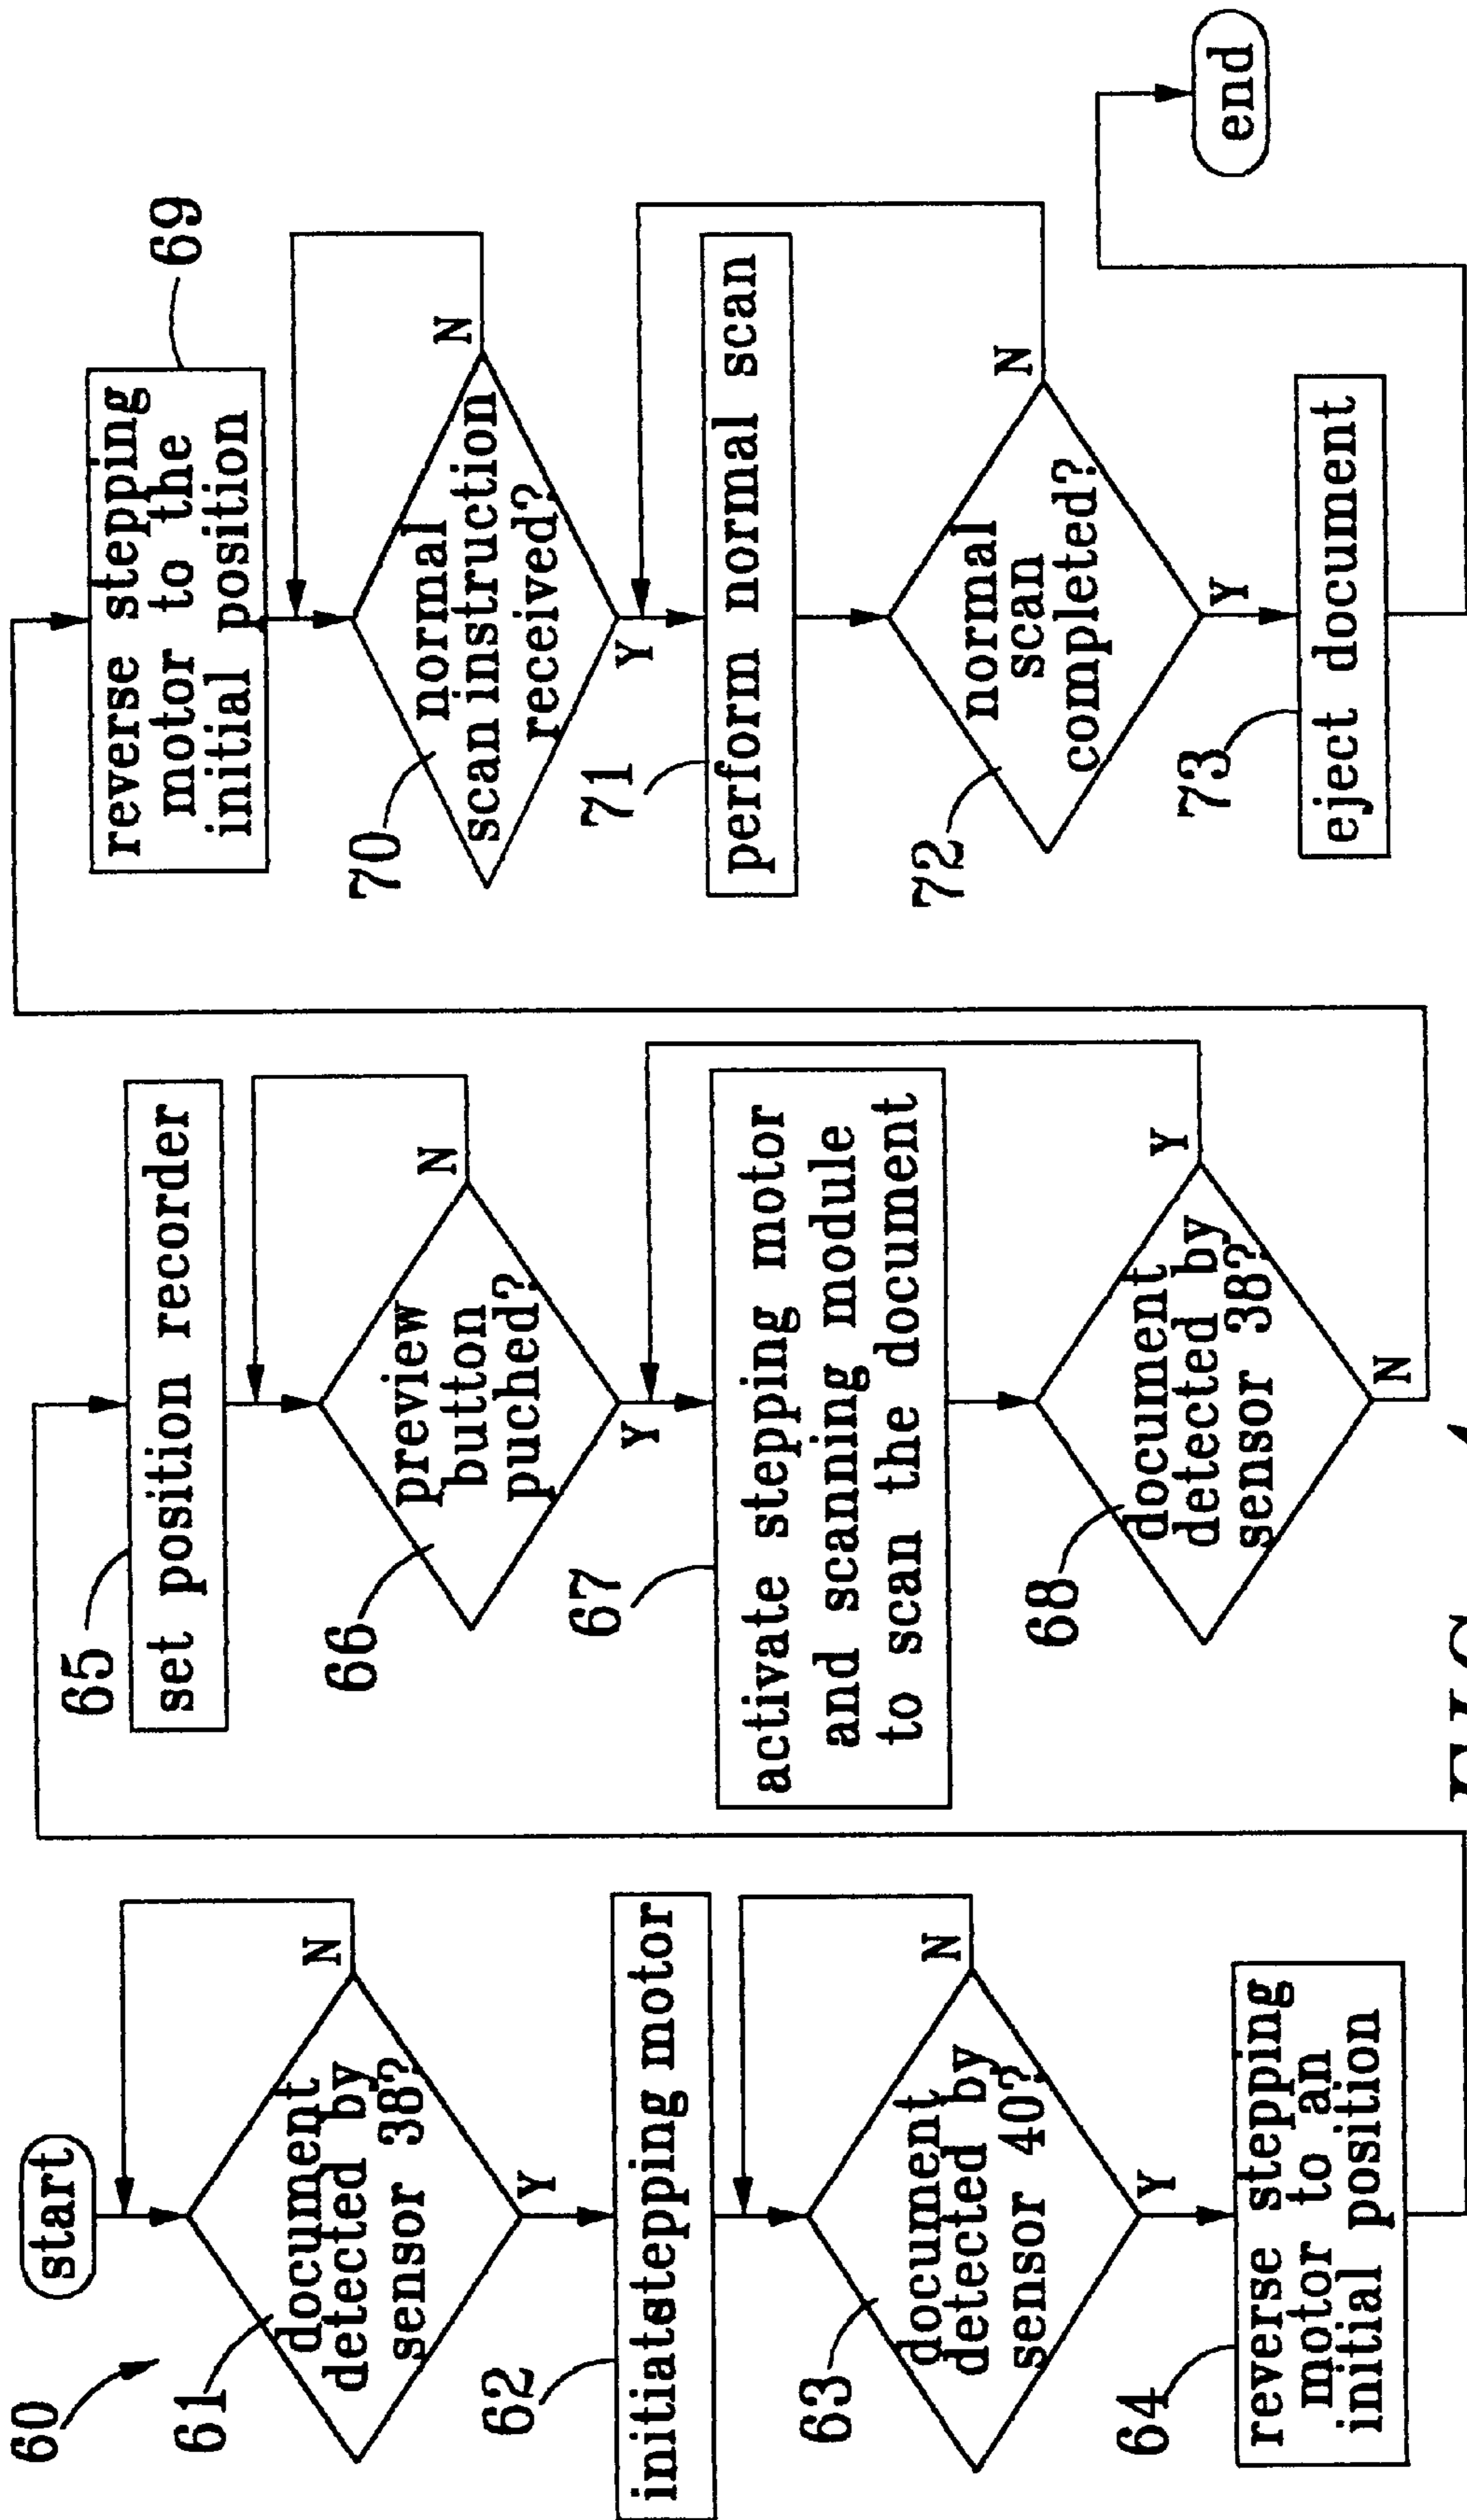 60
start
61
document
detected by
sensor 38?
N
Y
62
initiatstepping motor
63
document
detected by
sensor 40?
N
Y
64
reverse stepping
motor to an
initial position
65
set position recorder
66
preview
button
puched?
N
Y
67
activate stepping motor
and scanning module
to scan the document
68
document
detected by
sensor 38?
Y
N
69
reverse stepping
motor to the
initial position
70
normal
scan instruction
received?
N
Y
71
perform normal scan
72
normal
scan
completed?
N
Y
73
eject document
end